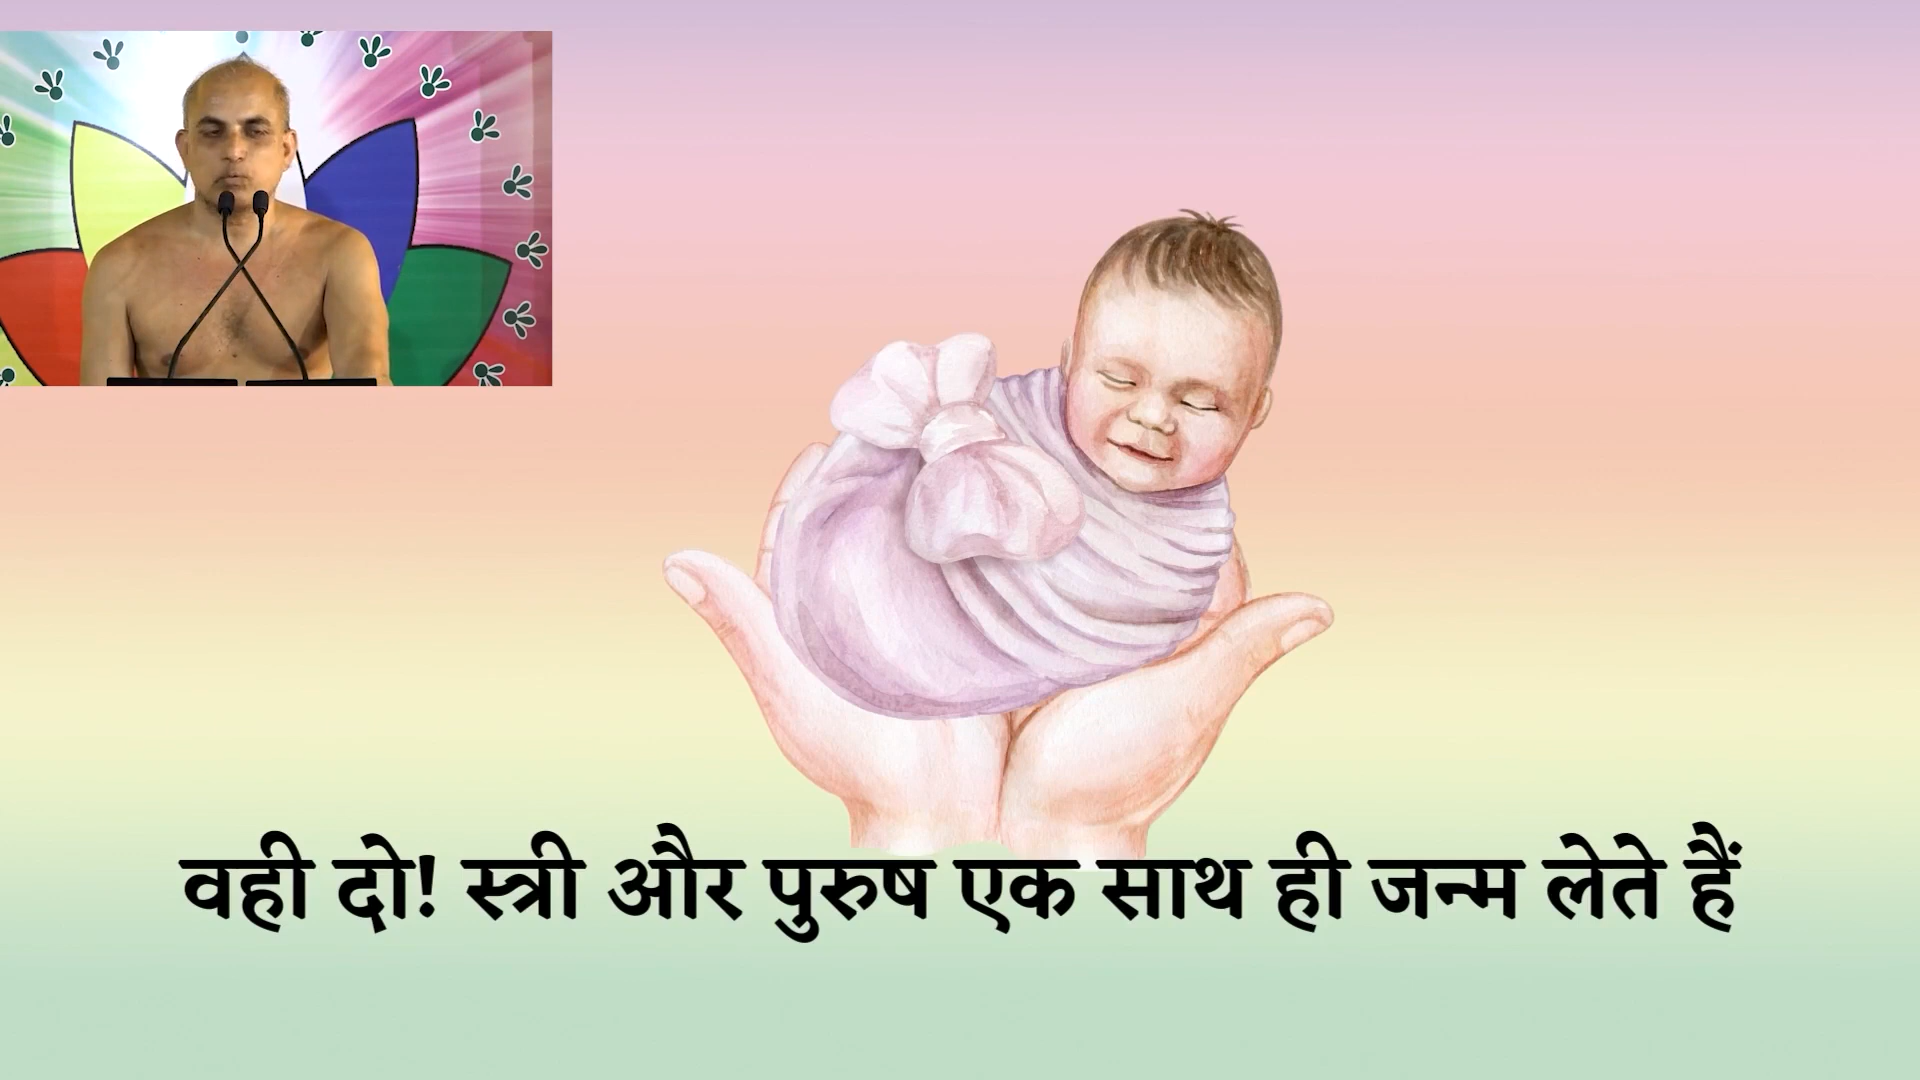 वही दो! स्त्री और पुरुष एक साथ ही जन्म लेते हैं